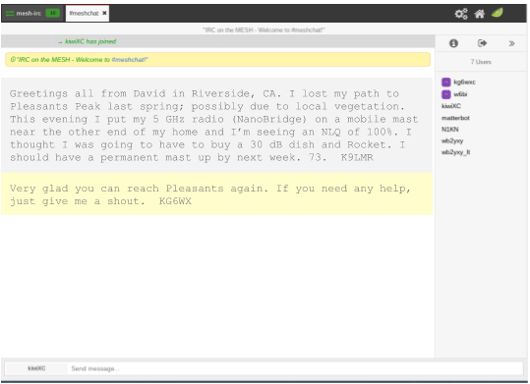 mesh-irc
#meshchat ×
"IRC on the MESH - Welcome to #meshchat!"
→ kiwiXC has joined
"IRC on the MESH - Welcome to #meshchat!"
Greetings all from David in Riverside, CA. I lost my path to
Pleasants Peak last spring; possibly due to local vegetation.
This evening I put my 5 GHz radio (NanoBridge) on a mobile mast
near the other end of my home and I'm seeing an NLQ of 100%. I
thought I was going to have to buy a 30 dB dish and Rocket. I
should have a permanent mast up by next week. 73. K9LMR
Very glad you can reach Pleasants again. If you need any help,
just give me a shout. KG6WX
7 Users
kg6wxc
w6bi
kiwiXC
matterbot
N1KN
wb2yxy
wb2yxy_lt
kiwiXC
Send message...